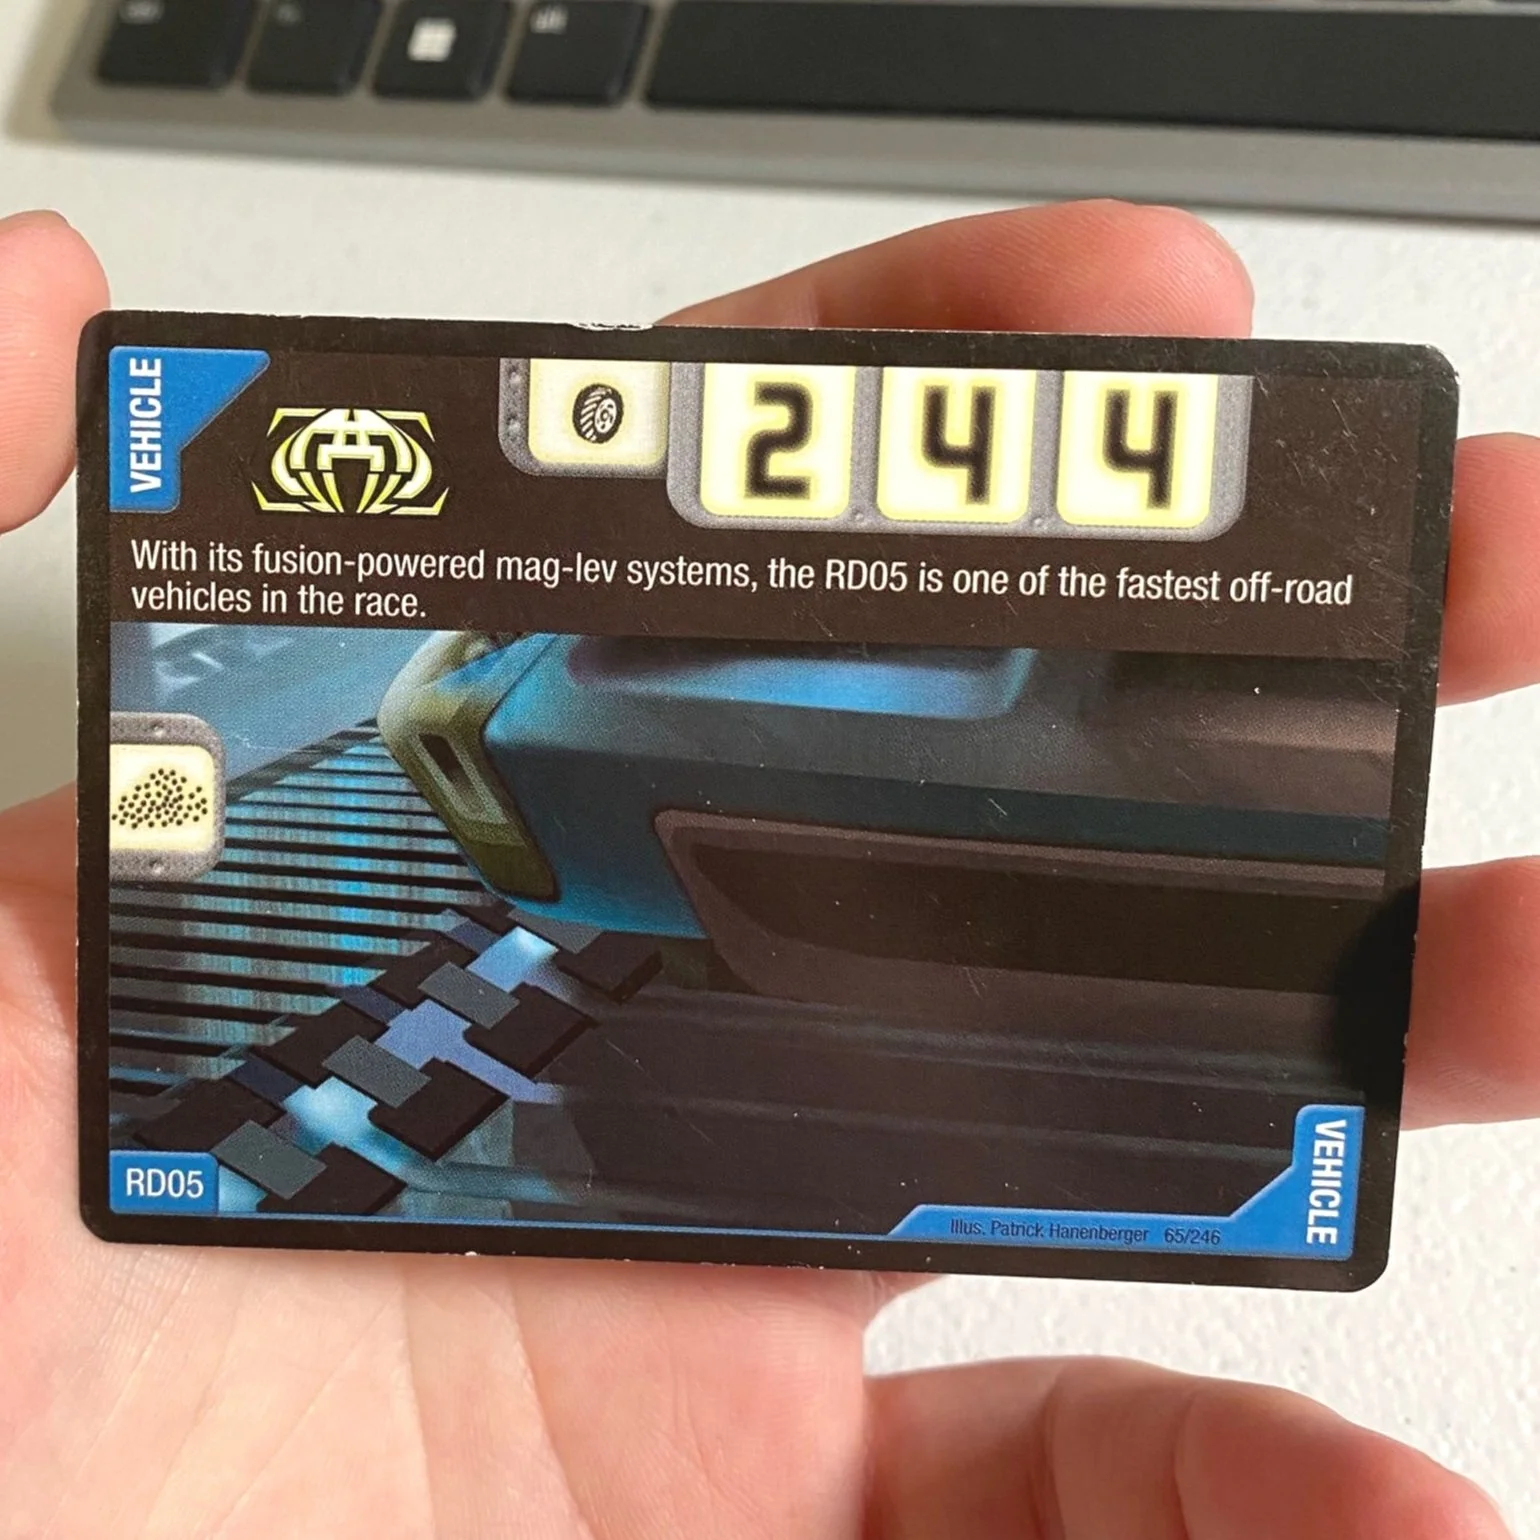 VEHICLE
2 4 4
With its fusion-powered mag-lev systems, the RD05 is one of the fastest off-road
vehicles in the race.
RD05
Illus. Patrick Hanenberger 65/246
VEHICLE